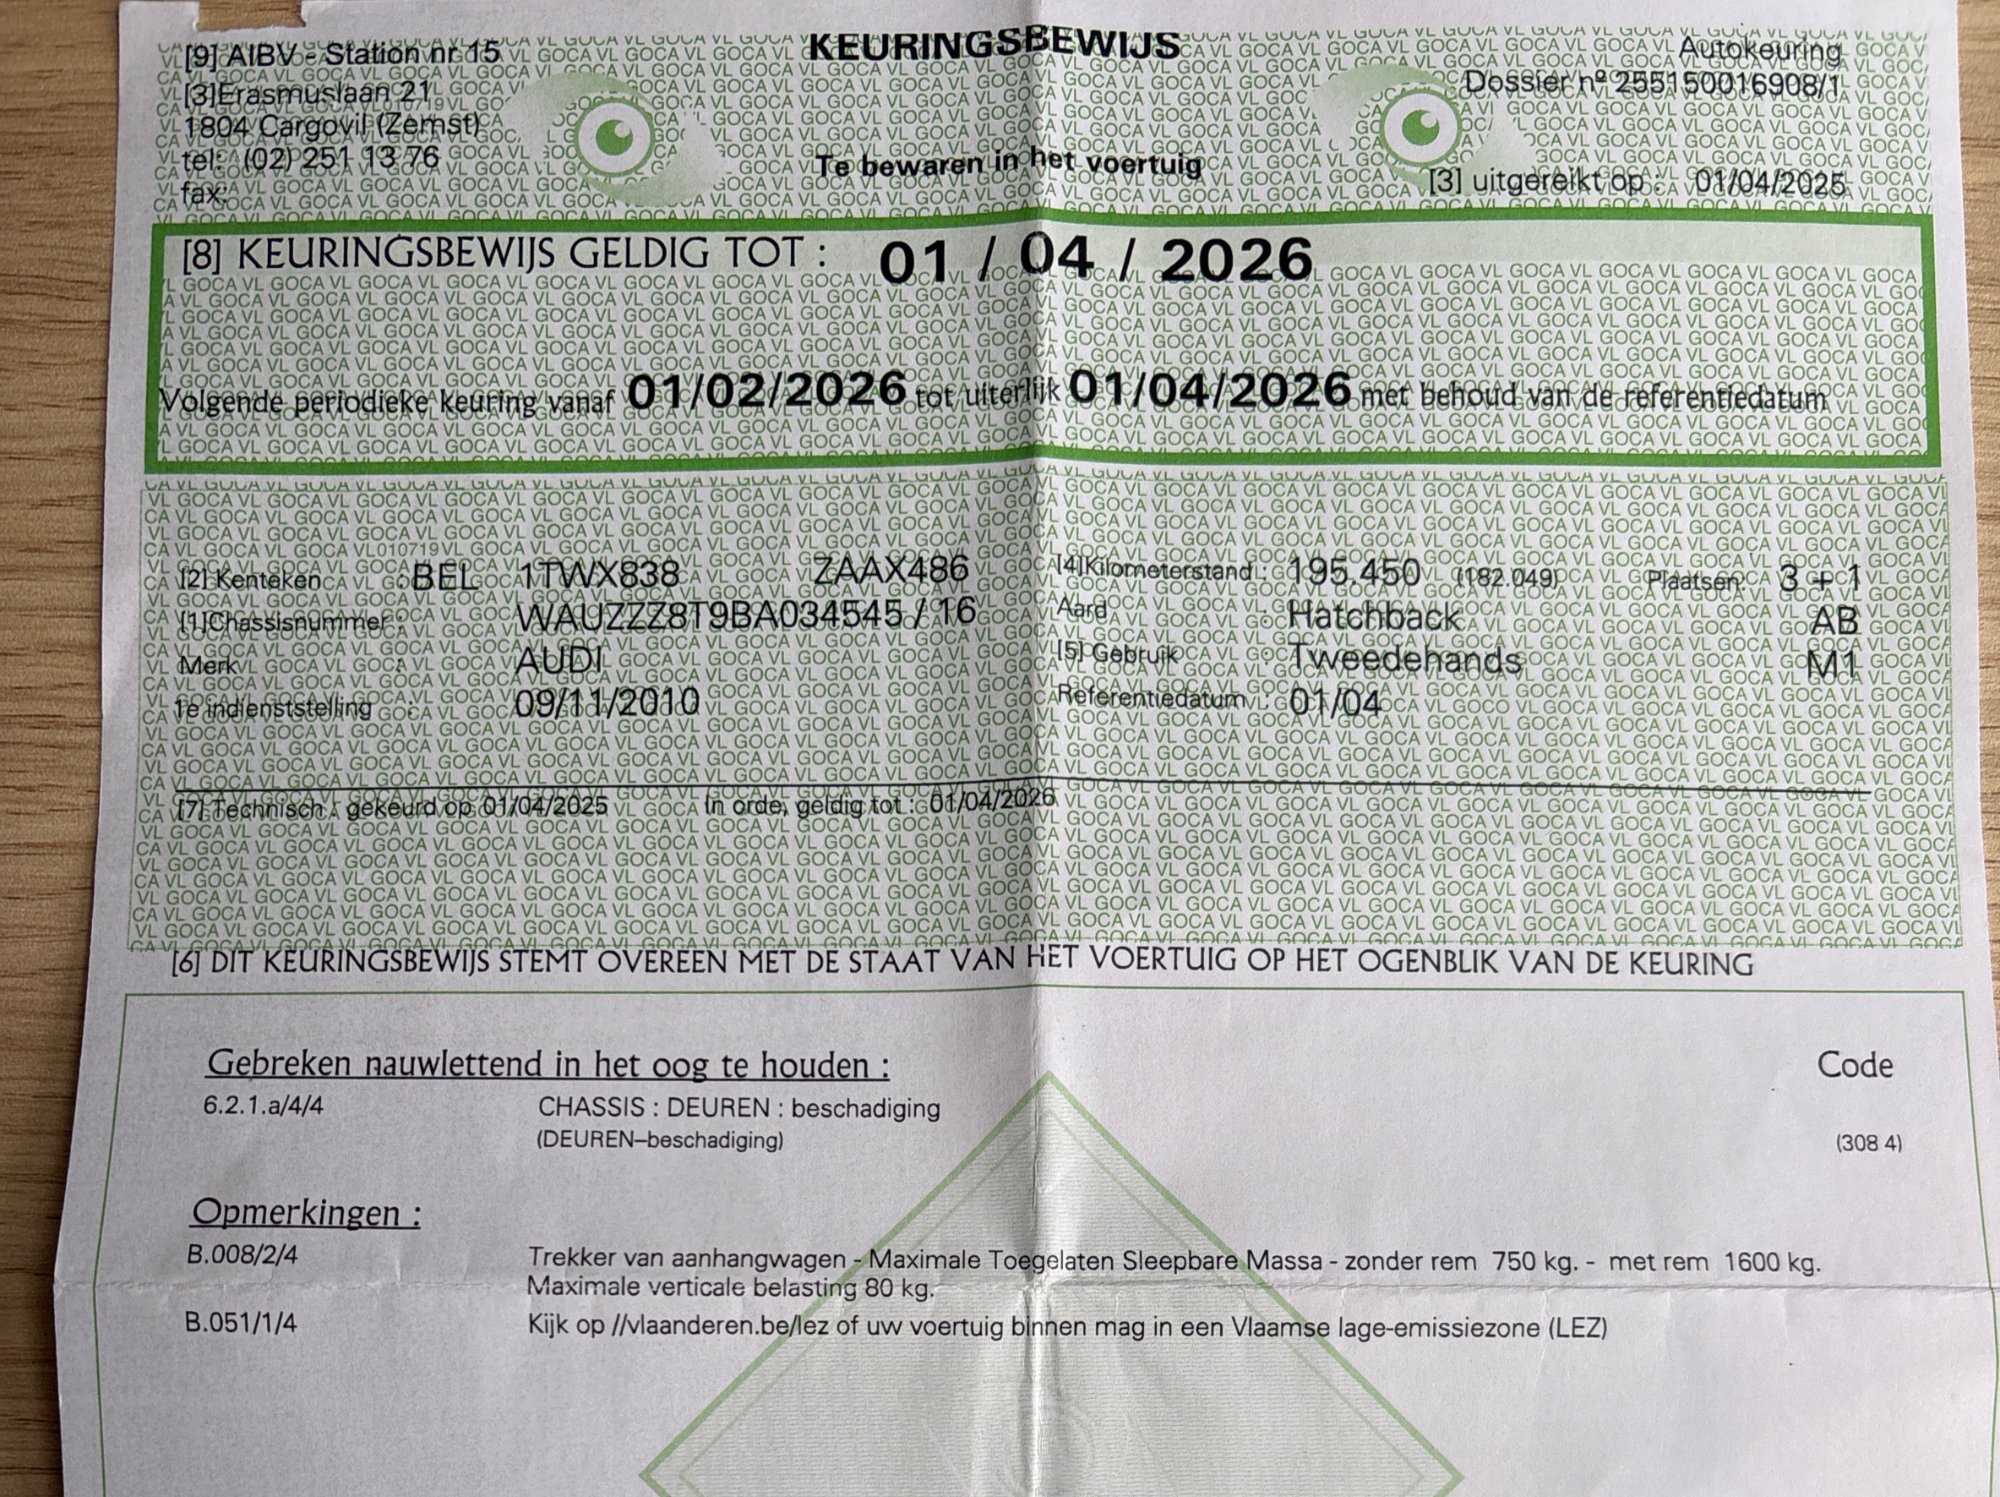 KEURINGSBEWIJS
[9] AIBV - Station nr 15
[3]Erasmuslaan 21
1804 Cargovil (Zemst)
tel: (02) 251 13 76
fax:
Te bewaren in het voertuig
Autokeuring
Dossier nº 255150016908/1
[3] uitgereikt op : 01/04/2025
[8] KEURINGSBEWIJS GELDIG TOT : 01 / 04 / 2026
Volgende periodieke keuring vanaf 01/02/2026 tot uiterlijk 01/04/2026 met behoud van de referentiedatum
[2] Kenteken : BEL 1TWX838 ZAAX486
[1]Chassisnummer : WAUZZZ8T9BA034545 / 16
Merk : AUDI
1e indienststelling : 09/11/2010
[4]Kilometerstand : 195.450 (182.049) Plaatsen: 3 + 1
Aard : Hatchback AB
[5] Gebruik : Tweedehands M1
Referentiedatum : 01/04
[7] Technisch : gekeurd op 01/04/2025 In orde, geldig tot : 01/04/2026
[6] DIT KEURINGSBEWIJS STEMT OVEREEN MET DE STAAT VAN HET VOERTUIG OP HET OGENBLIK VAN DE KEURING
Gebreken nauwlettend in het oog te houden : Code
6.2.1.a/4/4 CHASSIS : DEUREN : beschadiging
(DEUREN–beschadiging) (308 4)
Opmerkingen :
B.008/2/4 Trekker van aanhangwagen - Maximale Toegelaten Sleepbare Massa - zonder rem 750 kg. - met rem 1600 kg.
Maximale verticale belasting 80 kg.
B.051/1/4 Kijk op //vlaanderen.be/lez of uw voertuig binnen mag in een Vlaamse lage-emissiezone (LEZ)